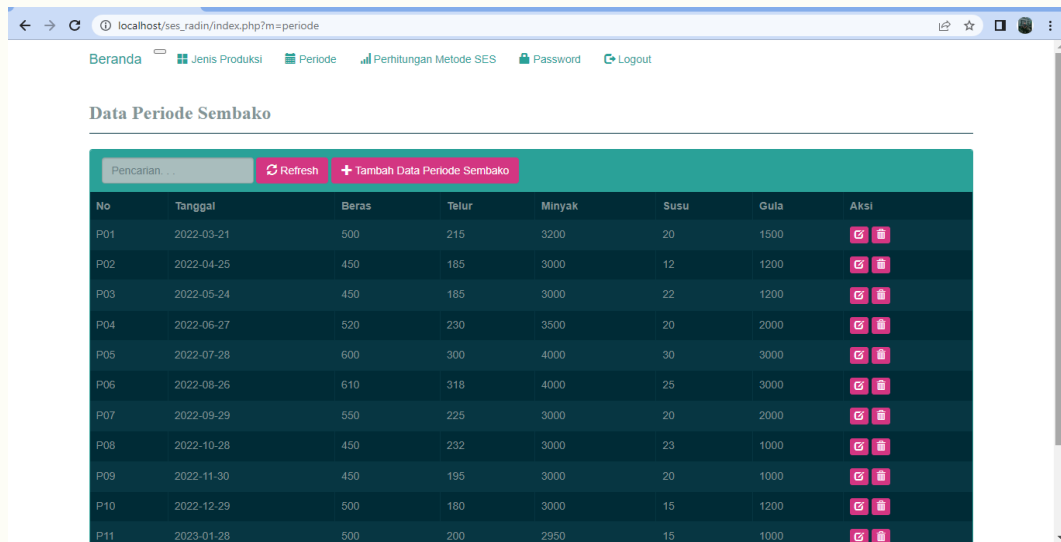 localhost/ses_radin/index.php?m=periode
Beranda Jenis Produksi Periode Perhitungan Metode SES Password Logout
Data Periode Sembako
Pencarian. . . Refresh Tambah Data Periode Sembako
No Tanggal Beras Telur Minyak Susu Gula Aksi
P01 2022-03-21 500 215 3200 20 1500
P02 2022-04-25 450 185 3000 12 1200
P03 2022-05-24 450 185 3000 22 1200
P04 2022-06-27 520 230 3500 20 2000
P05 2022-07-28 600 300 4000 30 3000
P06 2022-08-26 610 318 4000 25 3000
P07 2022-09-29 550 225 3000 20 2000
P08 2022-10-28 450 232 3000 23 1000
P09 2022-11-30 450 195 3000 20 1000
P10 2022-12-29 500 180 3000 15 1200
P11 2023-01-28 500 200 2950 15 1000